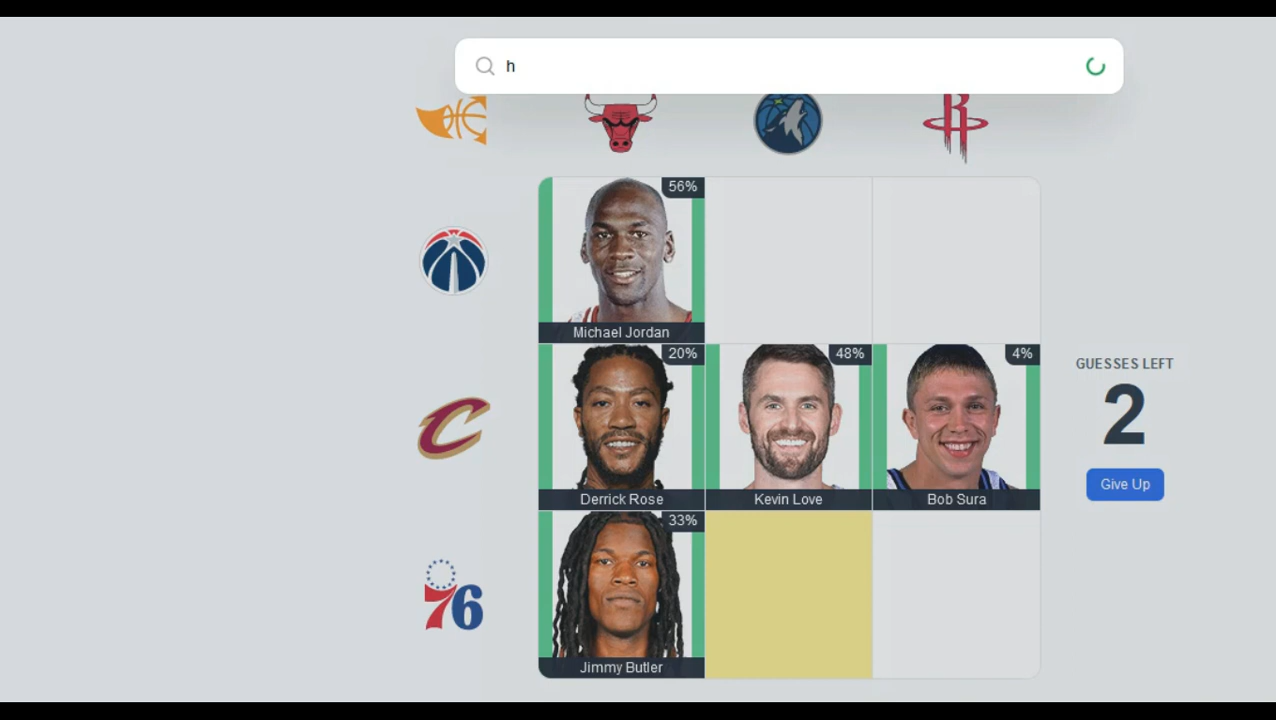 h
56%
Michael Jordan
20%
48%
4%
GUESSES LEFT
2
Derrick Rose
Kevin Love
Bob Sura
Give Up
33%
76
Jimmy Butler